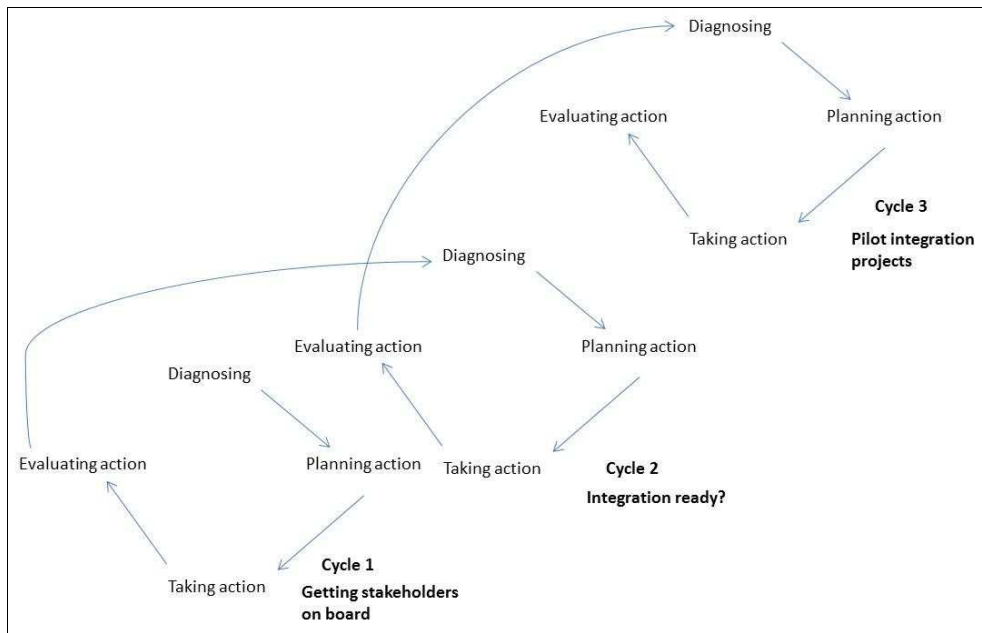 Diagnosing
Evaluating action
Planning action
Cycle 3
Taking action
Pilot integration
projects
Diagnosing
Evaluating action
Planning action
Diagnosing
Evaluating action
Planning action
Taking action
Cycle 2
Integration ready?
Cycle 1
Taking action
Getting stakeholders
on board